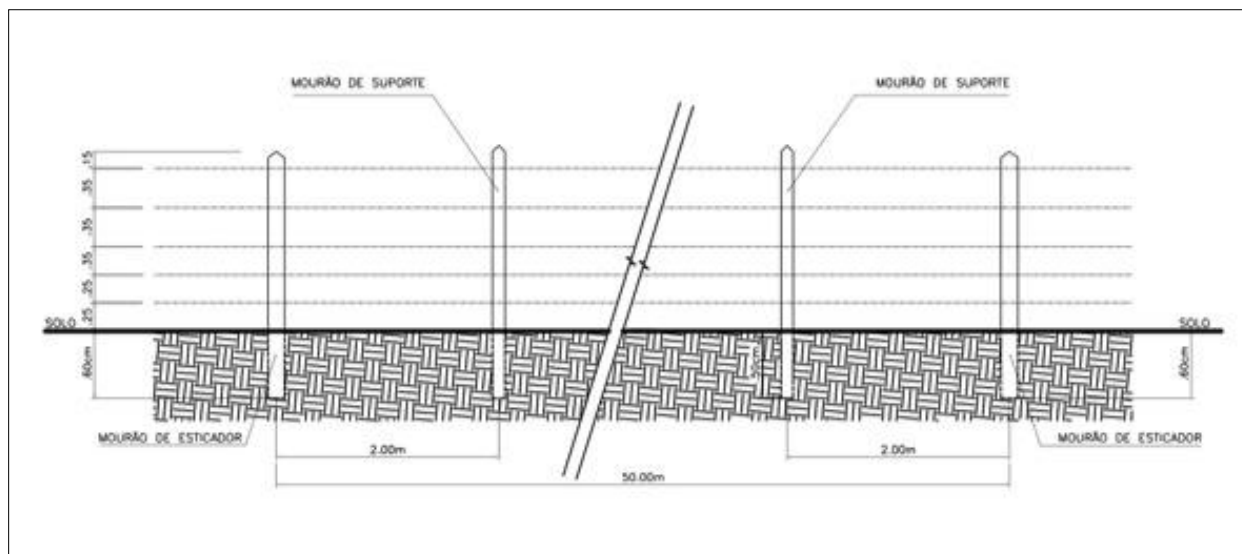 MOURÃO DE SUPORTE
MOURÃO DE SUPORTE
.15
.35
.35
.35
.25
.25
SOLO
SOLO
.60cm
.50cm
.60cm
MOURÃO DE ESTICADOR
MOURÃO DE ESTICADOR
2.00m
2.00m
50.00m